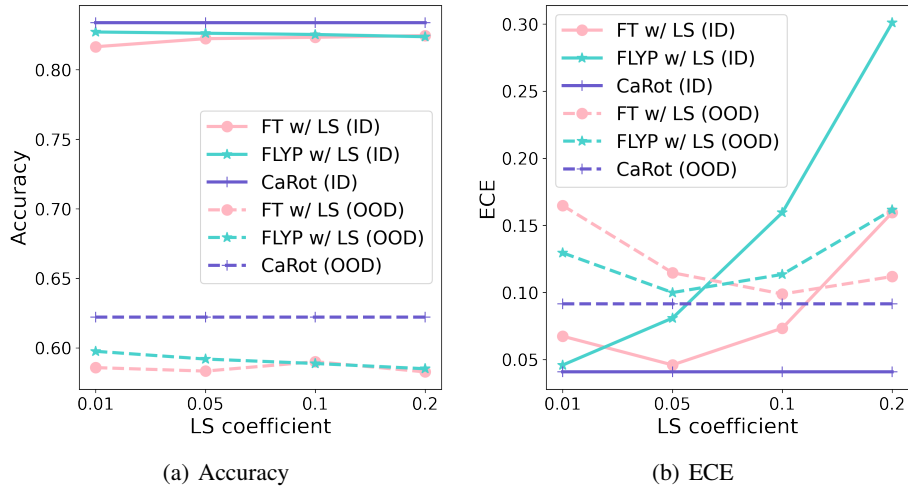 0.80
0.75
0.70
0.65
0.60
Accuracy
FT w/ LS (ID)
FLYP w/ LS (ID)
CaRot (ID)
FT w/ LS (OOD)
FLYP w/ LS (OOD)
CaRot (OOD)
0.01
0.05
0.1
0.2
LS coefficient
(a) Accuracy
0.30
0.25
0.20
0.15
0.10
0.05
ECE
FT w/ LS (ID)
FLYP w/ LS (ID)
CaRot (ID)
FT w/ LS (OOD)
FLYP w/ LS (OOD)
CaRot (OOD)
0.01
0.05
0.1
0.2
LS coefficient
(b) ECE